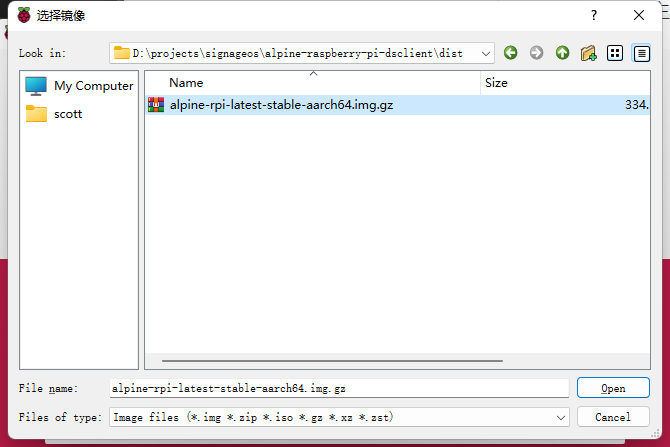 选择镜像
Look in: D:\projects\signageos\alpine-raspberry-pi-dsclient\dist
My Computer
scott
Name Size
alpine-rpi-latest-stable-aarch64.img.gz 334.
File name: alpine-rpi-latest-stable-aarch64.img.gz Open
Files of type: Image files (*.img *.zip *.iso *.gz *.xz *.zst) Cancel